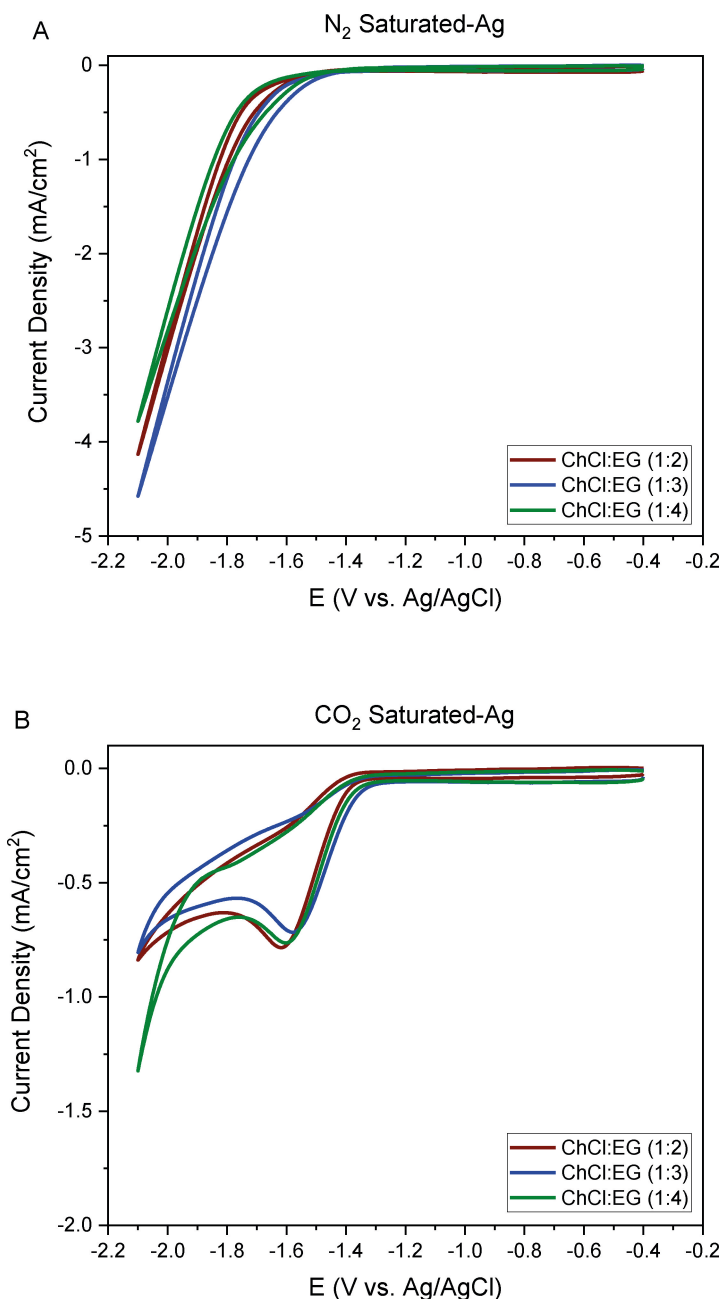 A
N2 Saturated-Ag
0
-1
-2
-3
-4
-5
Current Density (mA/cm2)
ChCl:EG (1:2)
ChCl:EG (1:3)
ChCl:EG (1:4)
-2.2 -2.0 -1.8 -1.6 -1.4 -1.2 -1.0 -0.8 -0.6 -0.4 -0.2
E (V vs. Ag/AgCl)
B
CO2 Saturated-Ag
0.0
-0.5
-1.0
-1.5
-2.0
Current Density (mA/cm2)
ChCl:EG (1:2)
ChCl:EG (1:3)
ChCl:EG (1:4)
-2.2 -2.0 -1.8 -1.6 -1.4 -1.2 -1.0 -0.8 -0.6 -0.4 -0.2
E (V vs. Ag/AgCl)